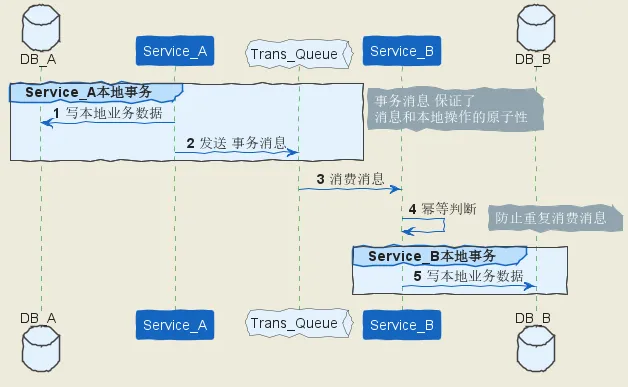 DB_A
Service_A
Trans_Queue
Service_B
DB_B
Service_A本地事务
事务消息 保证了
消息和本地操作的原子性
1 写本地业务数据
2 发送 事务消息
3 消费消息
4 幂等判断
防止重复消费消息
Service_B本地事务
5 写本地业务数据
DB_A
Service_A
Trans_Queue
Service_B
DB_B